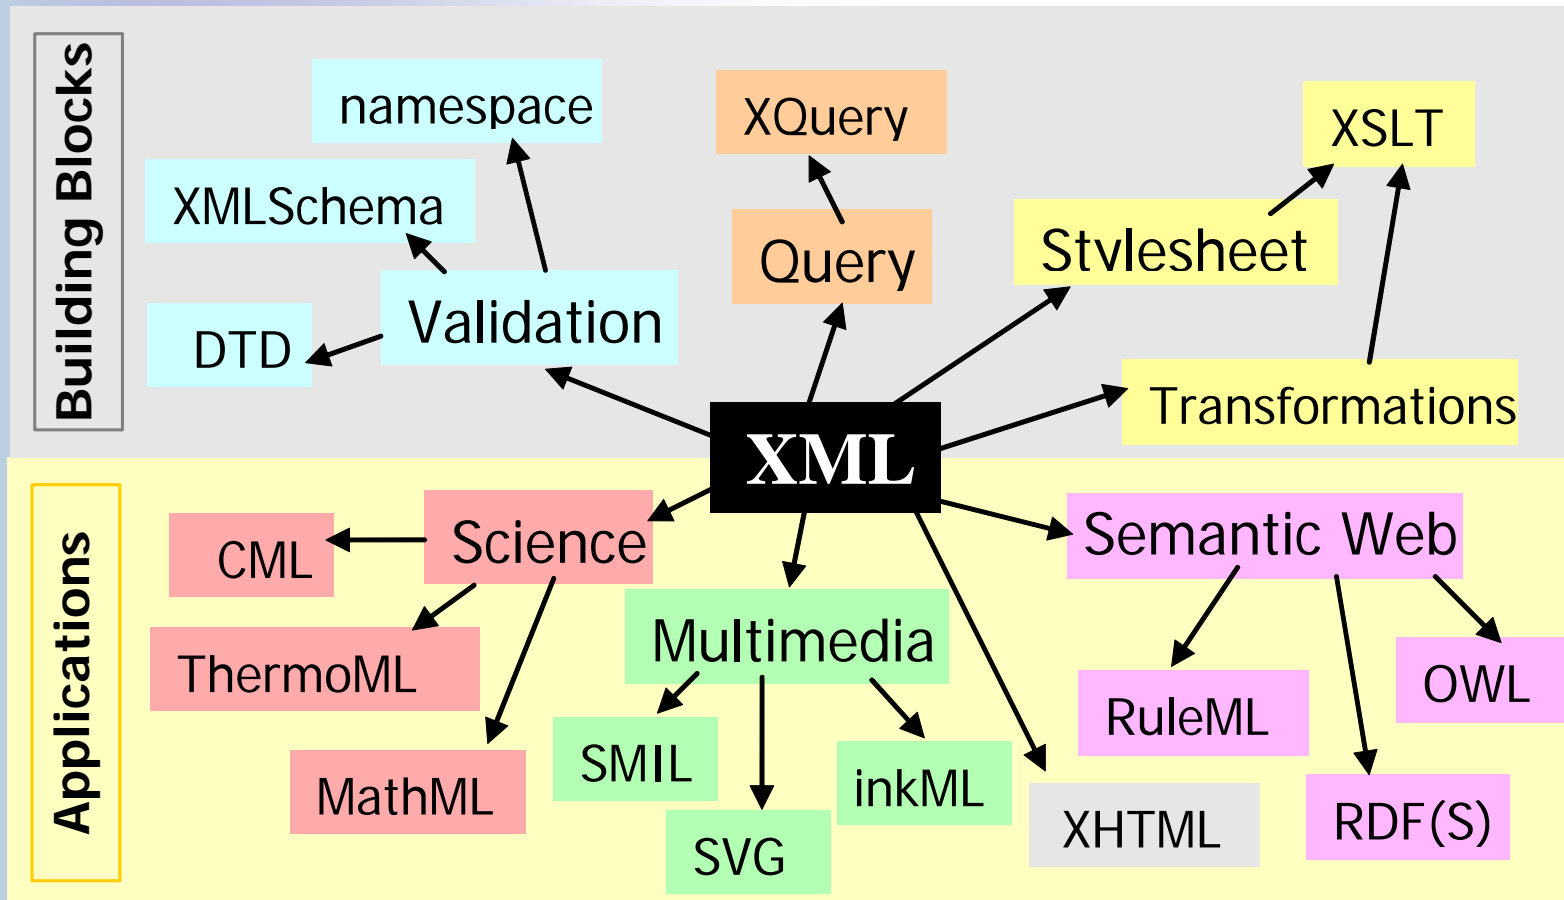 Building Blocks
namespace
XQuery
XSLT
XMLSchema
Query
Stylesheet
Validation
DTD
Transformations
XML
Applications
Science
Semantic Web
CML
Multimedia
ThermoML
OWL
RuleML
SMIL
inkML
MathML
XHTML
RDF(S)
SVG